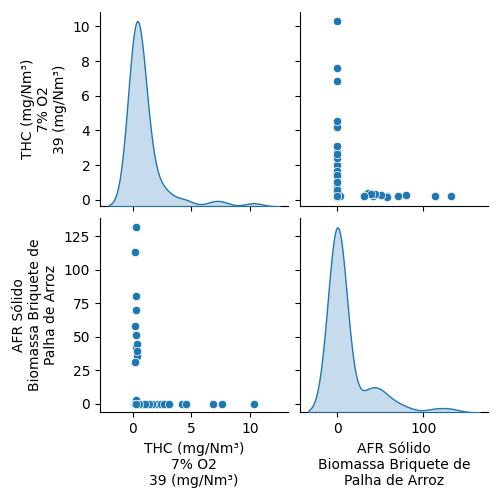 THC (mg/Nm³)
7% O2
39 (mg/Nm³)
10
8
6
4
2
0
0
100
AFR Sólido
Biomassa Briquete de
Palha de Arroz
125
100
75
50
25
0
0
5
10
THC (mg/Nm³)
7% O2
39 (mg/Nm³)
0
100
AFR Sólido
Biomassa Briquete de
Palha de Arroz